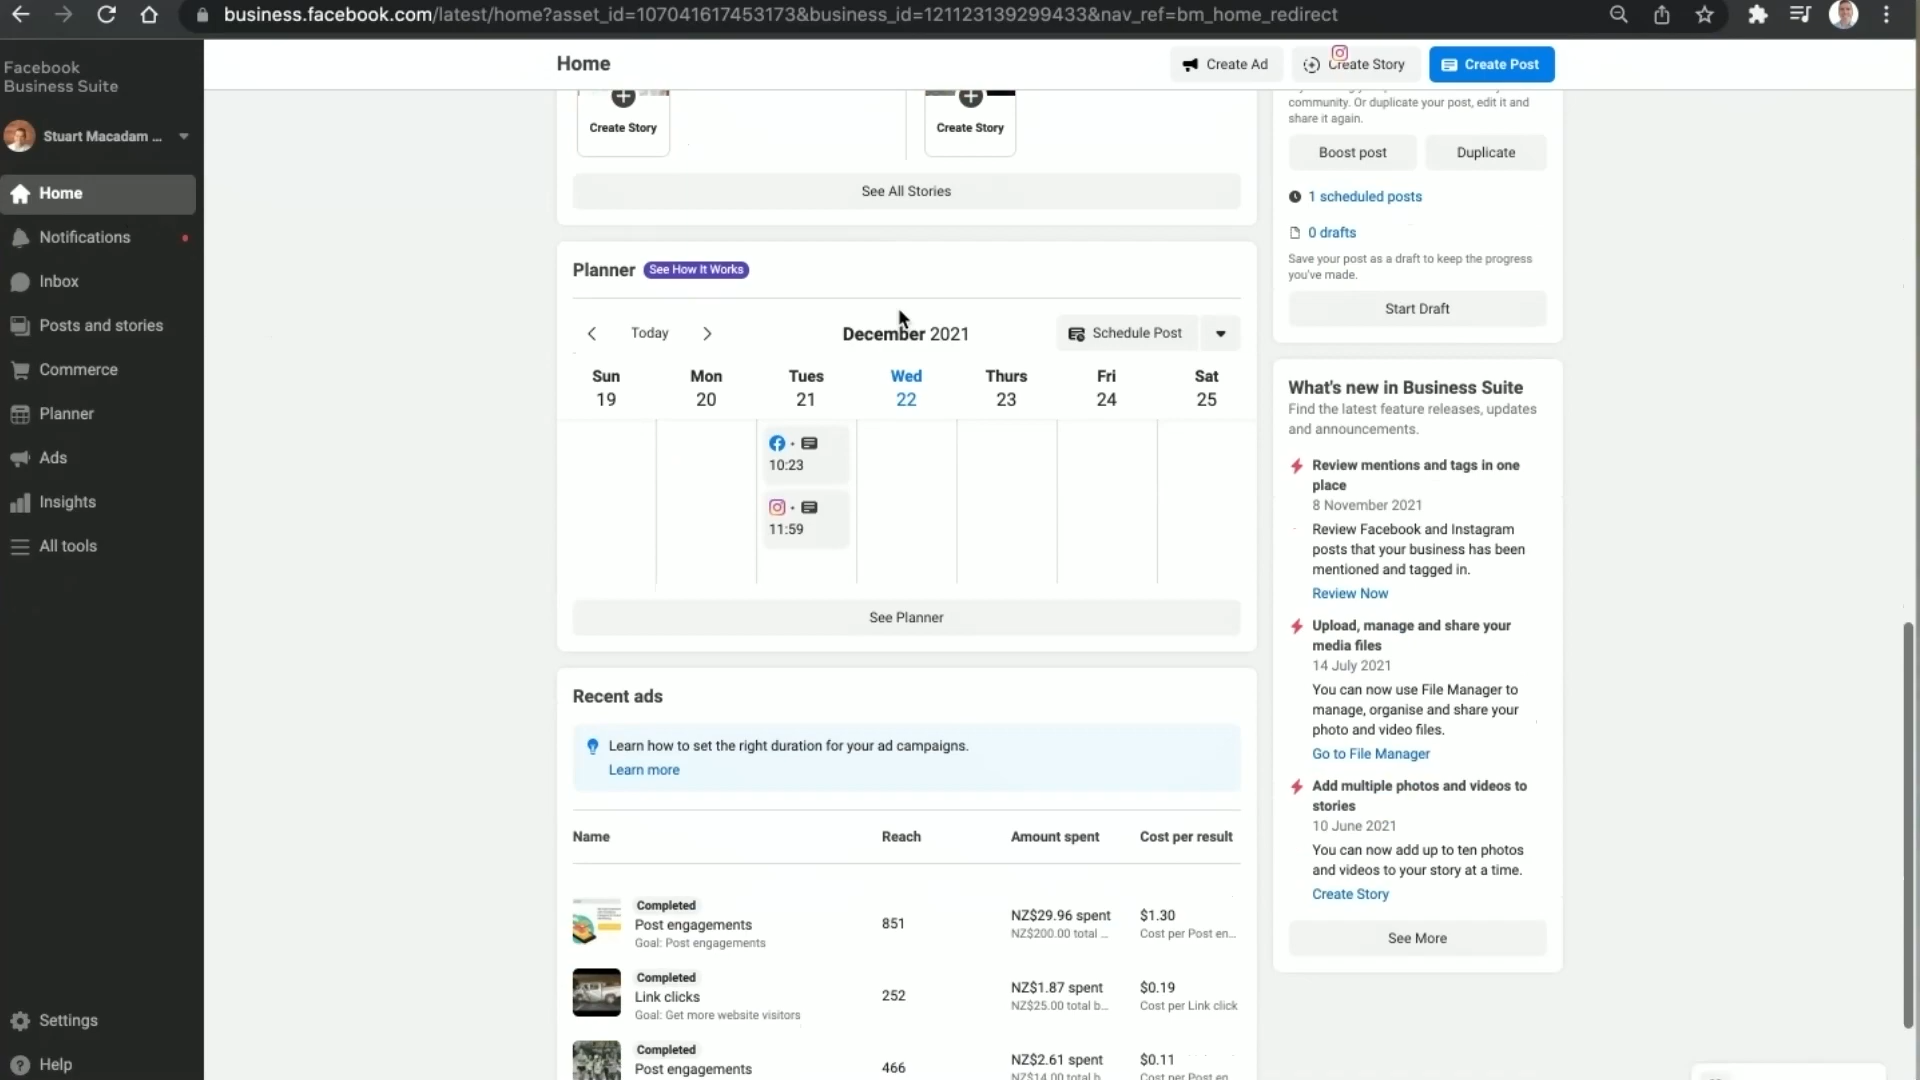 business.facebook.com/latest/home?asset_id=107041617453173&business_id=121123139299433&nav_ref=bm_home_redirect
Facebook
Business Suite
Stuart Macadam ...
Home
Notifications
Inbox
Posts and stories
Commerce
Planner
Ads
Insights
All tools
Settings
Help
Home
Create Ad
Create Story
Create Post
Create Story
Create Story
See All Stories
Planner
See How It Works
Today
December 2021
Schedule Post
Sun Mon Tues Wed Thurs Fri Sat
19 20 21 22 23 24 25
10:23
11:59
See Planner
Recent ads
Learn how to set the right duration for your ad campaigns.
Learn more
Name Reach Amount spent Cost per result
Completed
Post engagements
Goal: Post engagements
851
NZ$29.96 spent
NZ$200.00 total ...
$1.30
Cost per Post en...
Completed
Link clicks
Goal: Get more website visitors
252
NZ$1.87 spent
NZ$25.00 total b...
$0.19
Cost per Link click
Completed
Post engagements
466
NZ$2.61 spent
NZ$14.00 total b...
$0.11
Cost per Post en...
community. Or duplicate your post, edit it and
share it again.
Boost post
Duplicate
1 scheduled posts
0 drafts
Save your post as a draft to keep the progress
you've made.
Start Draft
What's new in Business Suite
Find the latest feature releases, updates
and announcements.
Review mentions and tags in one
place
8 November 2021
Review Facebook and Instagram
posts that your business has been
mentioned and tagged in.
Review Now
Upload, manage and share your
media files
14 July 2021
You can now use File Manager to
manage, organise and share your
photo and video files.
Go to File Manager
Add multiple photos and videos to
stories
10 June 2021
You can now add up to ten photos
and videos to your story at a time.
Create Story
See More